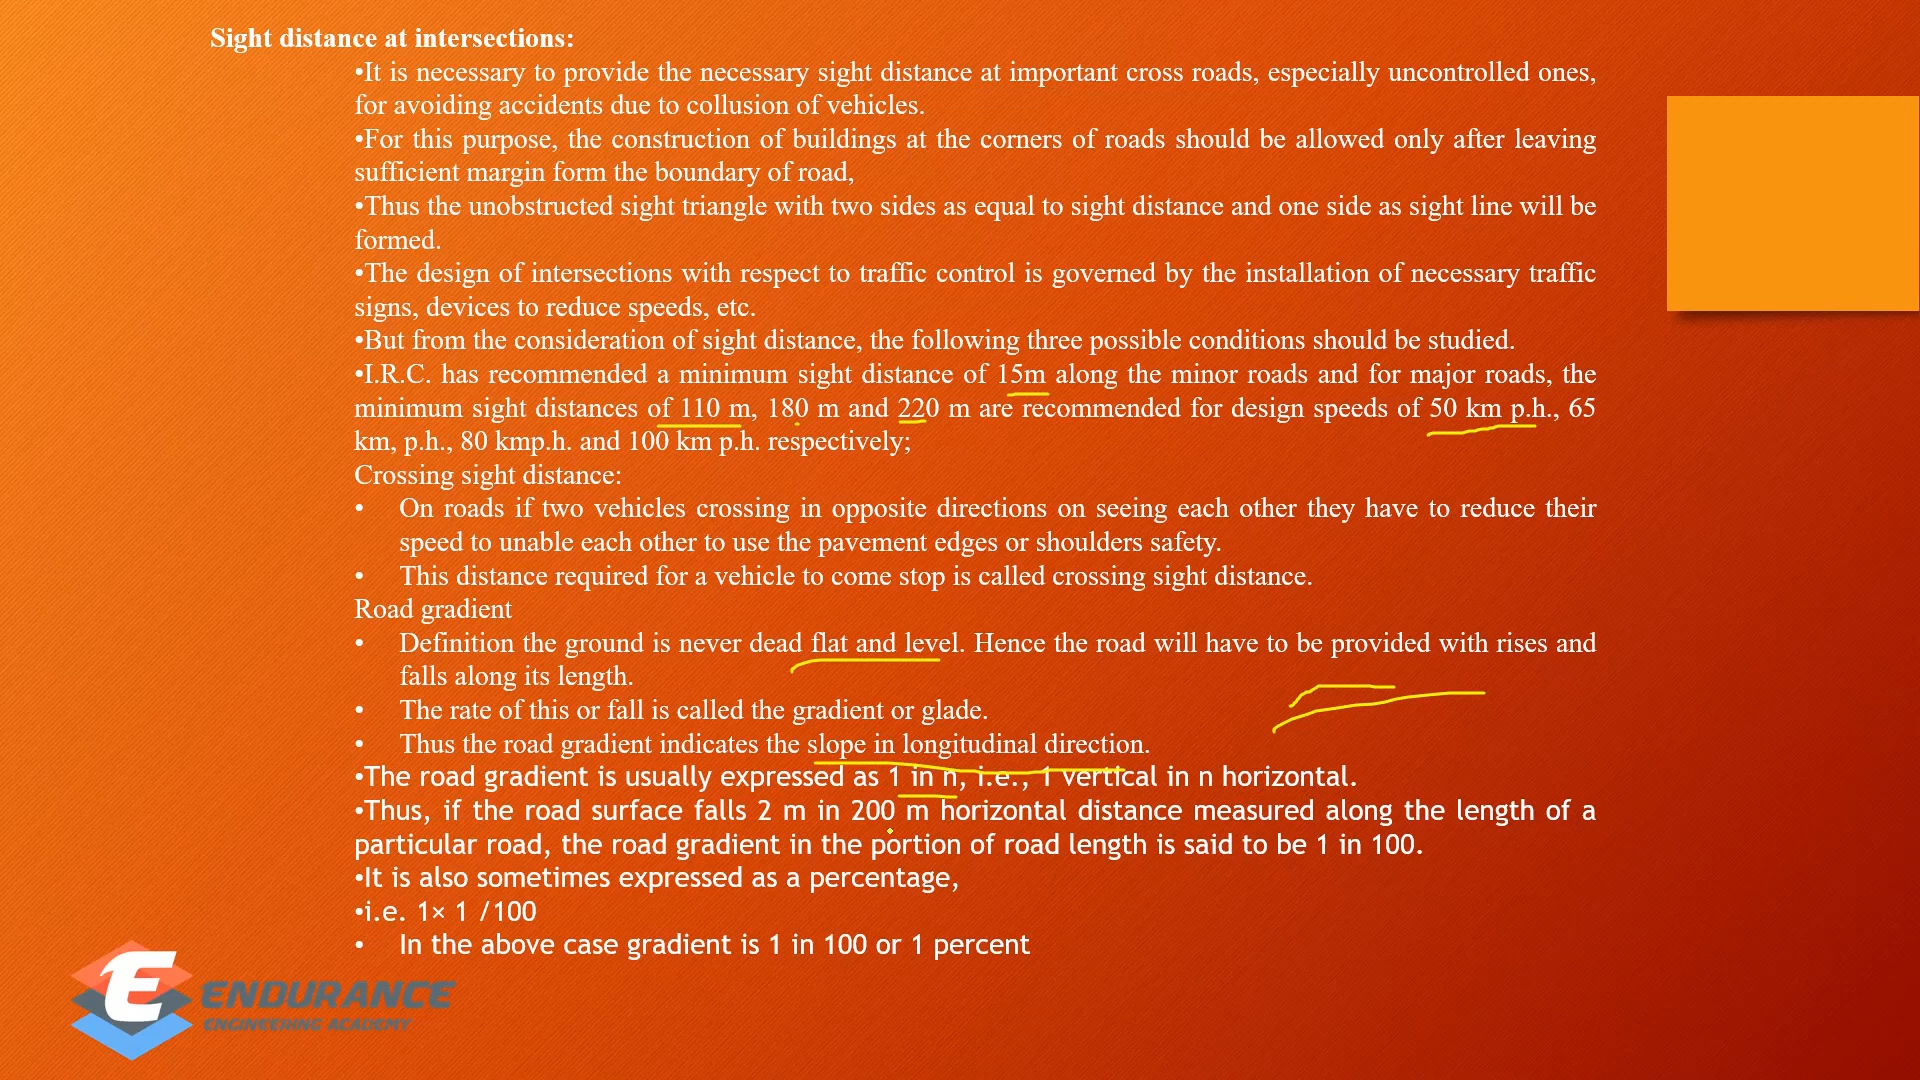 Sight distance at intersections:
•It is necessary to provide the necessary sight distance at important cross roads, especially uncontrolled ones,
for avoiding accidents due to collusion of vehicles.
•For this purpose, the construction of buildings at the corners of roads should be allowed only after leaving
sufficient margin form the boundary of road,
•Thus the unobstructed sight triangle with two sides as equal to sight distance and one side as sight line will be
formed.
•The design of intersections with respect to traffic control is governed by the installation of necessary traffic
signs, devices to reduce speeds, etc.
•But from the consideration of sight distance, the following three possible conditions should be studied.
•I.R.C. has recommended a minimum sight distance of 15m along the minor roads and for major roads, the
minimum sight distances of 110 m, 180 m and 220 m are recommended for design speeds of 50 km p.h., 65
km, p.h., 80 kmp.h. and 100 km p.h. respectively;
Crossing sight distance:
• On roads if two vehicles crossing in opposite directions on seeing each other they have to reduce their
speed to unable each other to use the pavement edges or shoulders safety.
• This distance required for a vehicle to come stop is called crossing sight distance.
Road gradient
• Definition the ground is never dead flat and level. Hence the road will have to be provided with rises and
falls along its length.
• The rate of this or fall is called the gradient or glade.
• Thus the road gradient indicates the slope in longitudinal direction.
•The road gradient is usually expressed as 1 in n, i.e., 1 vertical in n horizontal.
•Thus, if the road surface falls 2 m in 200 m horizontal distance measured along the length of a
particular road, the road gradient in the portion of road length is said to be 1 in 100.
•It is also sometimes expressed as a percentage,
•i.e. 1× 1 /100
• In the above case gradient is 1 in 100 or 1 percent
E ENDURANCE
ENGINEERING ACADEMY